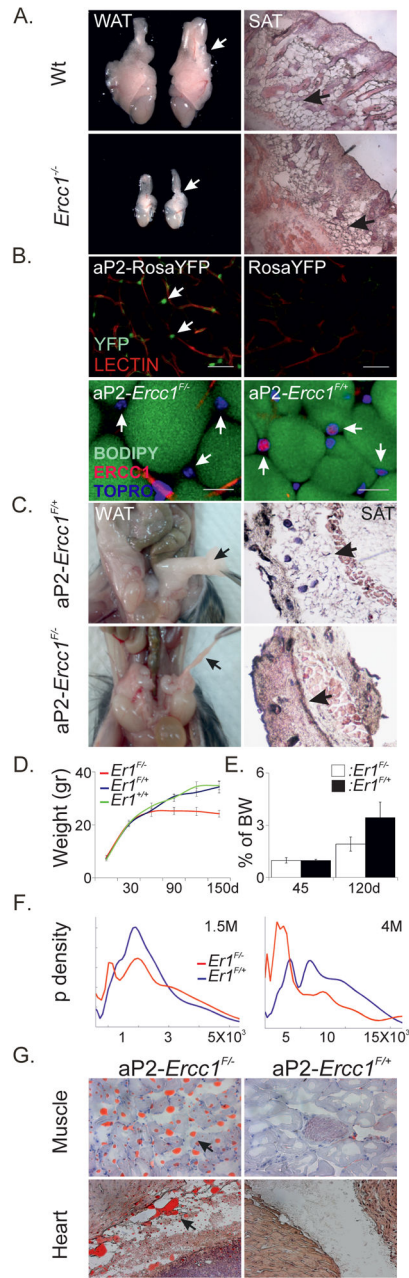 A.
WAT
SAT
Wt
Ercc1-/-
B.
aP2-RosaYFP
RosaYFP
YFP
LECTIN
aP2-ErccF/-
aP2-Ercc1F/+
BODIPY
ERCC1
TOPRO
C.
WAT
SAT
aP2-Ercc1F/+
aP2-Ercc1F/-
D.
Er1F/-
Er1F/+
Er1+/+
Weight (gr)
40
20
0
30
90
150d
E.
:Er1F/-
:Er1F/+
% of BW
6
3
0
45
120d
F.
p density
1.5M
4M
Er1F/-
Er1F/+
1
3
5X10³
5
10
15X10³
G.
aP2-Ercc1F/-
aP2-Ercc1F/+
Muscle
Heart